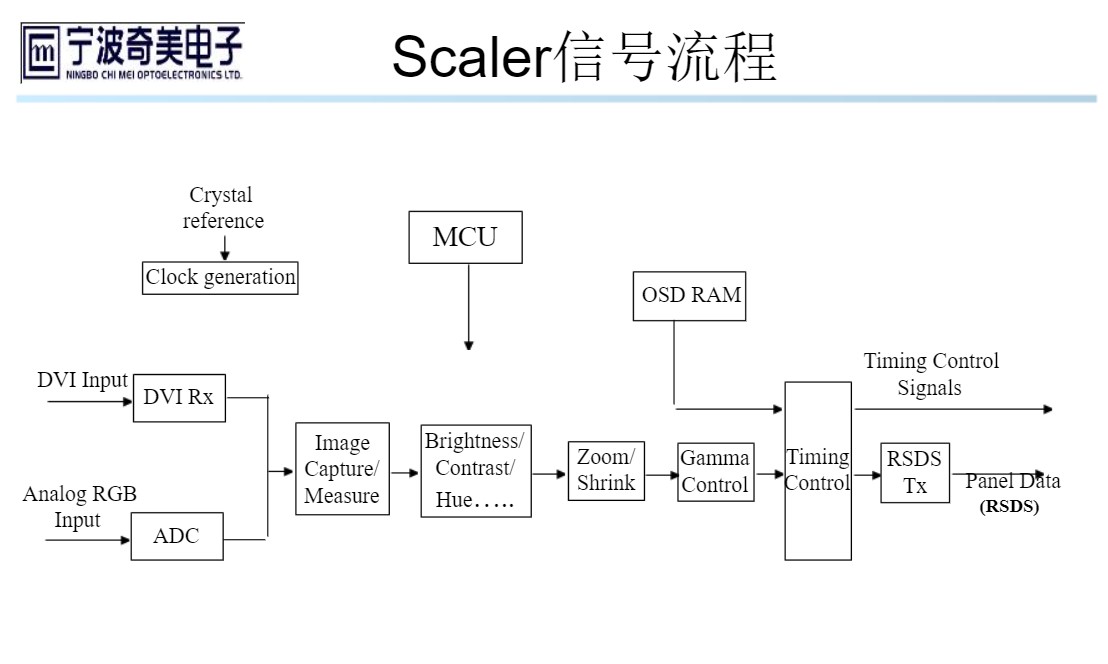 宁波奇美电子
NINGBO CHI MEI OPTOELECTRONICS LTD.
Scaler信号流程
Crystal
reference
Clock generation
MCU
OSD RAM
Timing Control
Signals
DVI Input
DVI Rx
Analog RGB
Input
ADC
Image
Capture/
Measure
Brightness/
Contrast/
Hue.....
Zoom/
Shrink
Gamma
Control
Timing
Control
RSDS
Tx
Panel Data
(RSDS)